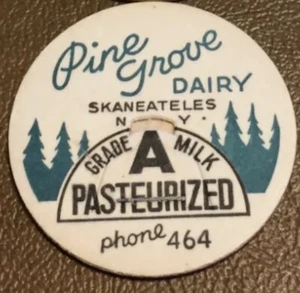 Pine Grove
DAIRY
SKANEATELES
N Y.
GRADE A MILK
PASTEURIZED
phone 464